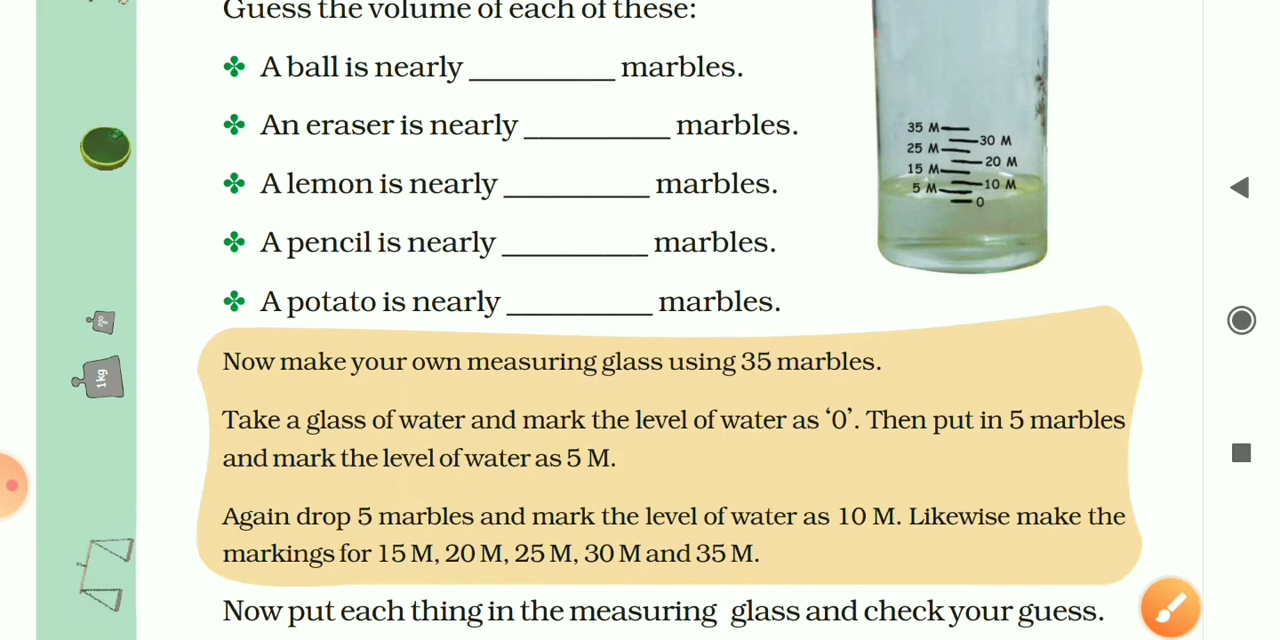 Guess the volume of each of these:
A ball is nearly __________ marbles.
An eraser is nearly __________ marbles.
A lemon is nearly __________ marbles.
A pencil is nearly __________ marbles.
A potato is nearly __________ marbles.
35 M
30 M
25 M
20 M
15 M
10 M
5 M
0
1kg
Now make your own measuring glass using 35 marbles.
Take a glass of water and mark the level of water as ‘0’. Then put in 5 marbles
and mark the level of water as 5 M.
Again drop 5 marbles and mark the level of water as 10 M. Likewise make the
markings for 15 M, 20 M, 25 M, 30 M and 35 M.
Now put each thing in the measuring glass and check your guess.